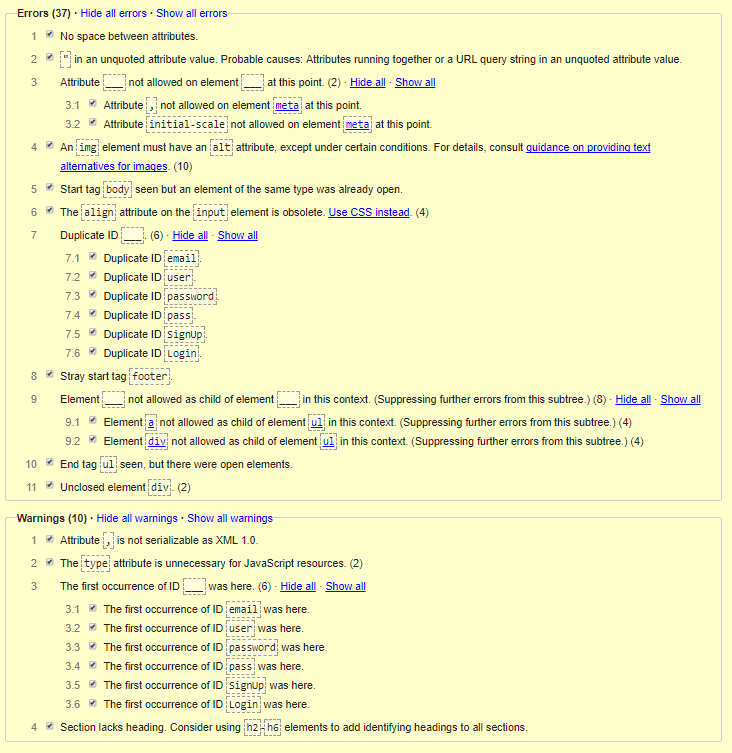 Errors (37) · Hide all errors · Show all errors
1 No space between attributes.
2 " in an unquoted attribute value. Probable causes: Attributes running together or a URL query string in an unquoted attribute value.
3 Attribute ___ not allowed on element ___ at this point. (2) · Hide all · Show all
3.1 Attribute , not allowed on element meta at this point.
3.2 Attribute initial-scale not allowed on element meta at this point.
4 An img element must have an alt attribute, except under certain conditions. For details, consult guidance on providing text
alternatives for images. (10)
5 Start tag body seen but an element of the same type was already open.
6 The align attribute on the input element is obsolete. Use CSS instead. (4)
7 Duplicate ID ___. (6) · Hide all · Show all
7.1 Duplicate ID email.
7.2 Duplicate ID user.
7.3 Duplicate ID password.
7.4 Duplicate ID pass.
7.5 Duplicate ID SignUp.
7.6 Duplicate ID Login.
8 Stray start tag footer.
9 Element ___ not allowed as child of element ___ in this context. (Suppressing further errors from this subtree.) (8) · Hide all · Show all
9.1 Element a not allowed as child of element ul in this context. (Suppressing further errors from this subtree.) (4)
9.2 Element div not allowed as child of element ul in this context. (Suppressing further errors from this subtree.) (4)
10 End tag ul seen, but there were open elements.
11 Unclosed element div. (2)
Warnings (10) · Hide all warnings · Show all warnings
1 Attribute , is not serializable as XML 1.0.
2 The type attribute is unnecessary for JavaScript resources. (2)
3 The first occurrence of ID ___ was here. (6) · Hide all · Show all
3.1 The first occurrence of ID email was here.
3.2 The first occurrence of ID user was here.
3.3 The first occurrence of ID password was here.
3.4 The first occurrence of ID pass was here.
3.5 The first occurrence of ID SignUp was here.
3.6 The first occurrence of ID Login was here.
4 Section lacks heading. Consider using h2-h6 elements to add identifying headings to all sections.